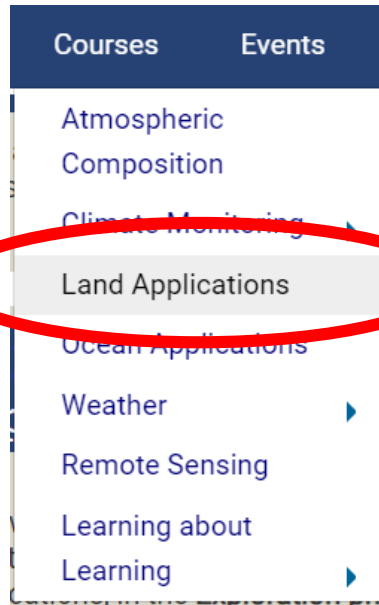 Courses Events
Atmospheric
Composition
Climate Monitoring
Land Applications
Ocean Applications
Weather
Remote Sensing
Learning about
Learning